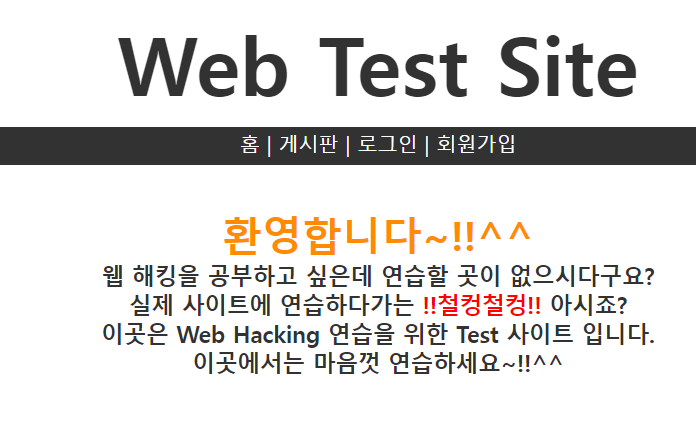 Web Test Site
홈 | 게시판 | 로그인 | 회원가입
환영합니다~!!^^
웹 해킹을 공부하고 싶은데 연습할 곳이 없으시다구요?
실제 사이트에 연습하다가는 !!철컹철컹!! 아시죠?
이곳은 Web Hacking 연습을 위한 Test 사이트 입니다.
이곳에서는 마음껏 연습하세요~!!^^